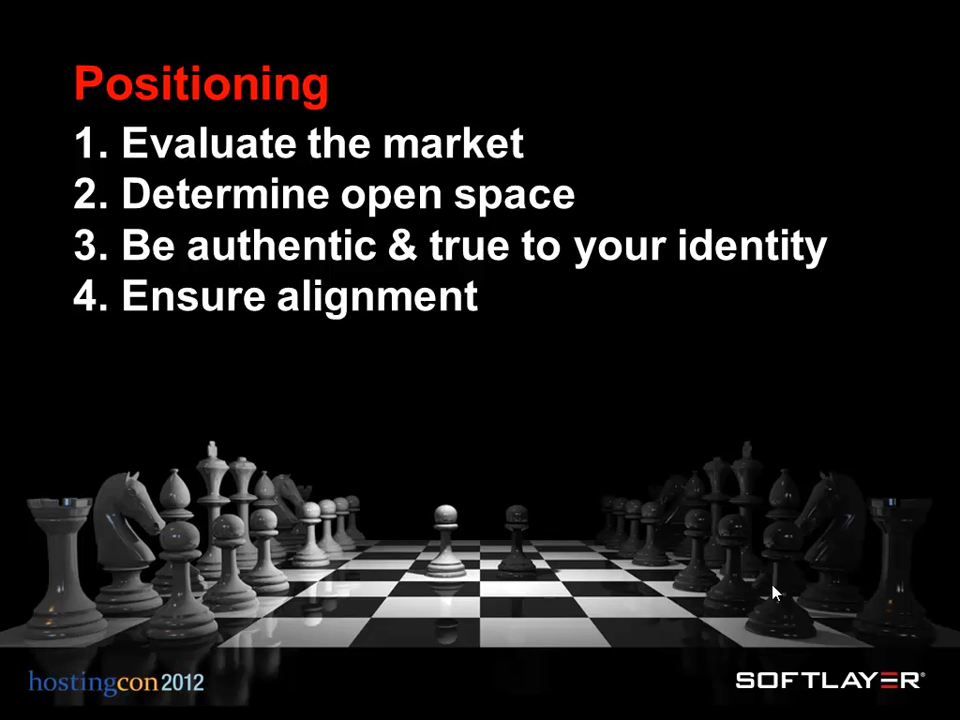 Positioning
1. Evaluate the market
2. Determine open space
3. Be authentic & true to your identity
4. Ensure alignment
hostingcon2012
SOFTLAYER®